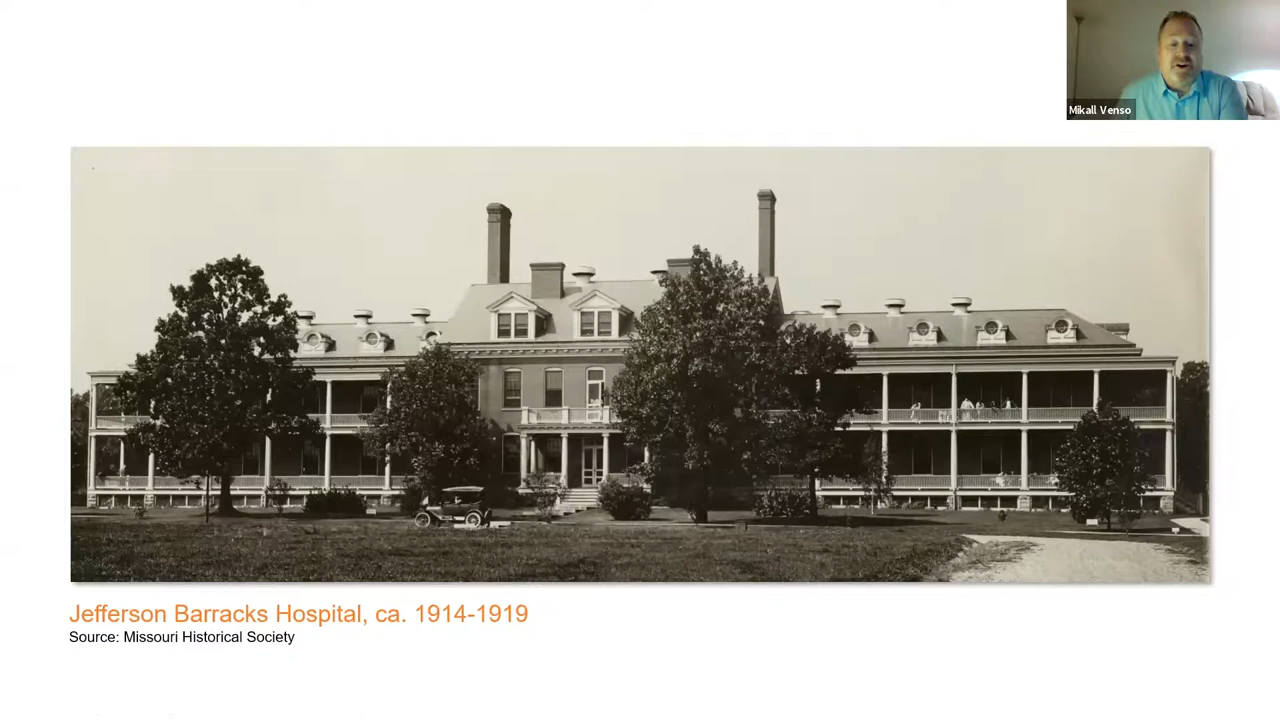 Mikall Venso
Jefferson Barracks Hospital, ca. 1914-1919
Source: Missouri Historical Society